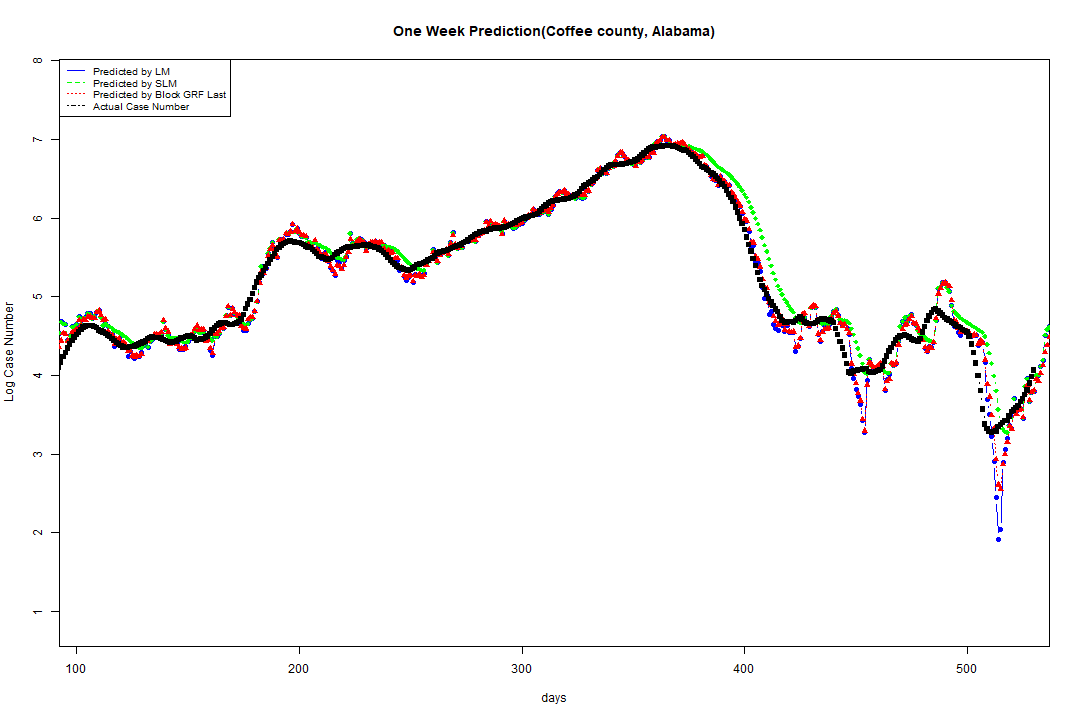 One Week Prediction(Coffee county, Alabama)
Predicted by LM
Predicted by SLM
Predicted by Block GRF Last
Actual Case Number
8
7
6
5
4
3
2
1
Log Case Number
100 200 300 400 500
days